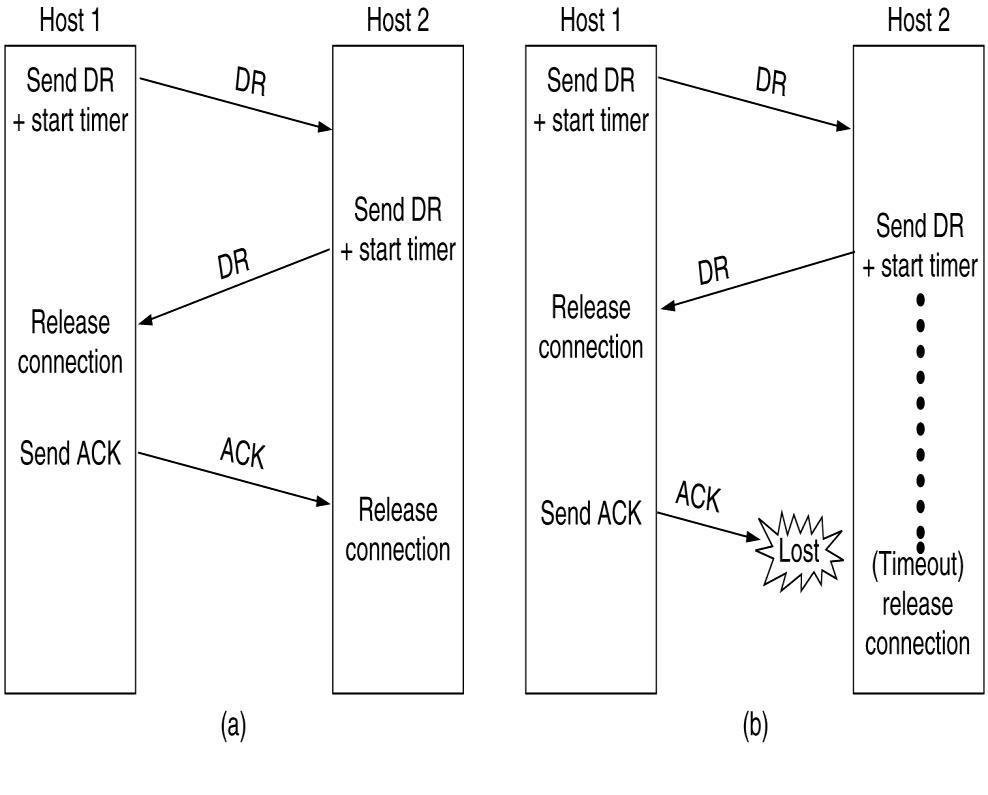 Host 1
Host 2
Send DR
+ start timer
DR
Send DR
+ start timer
DR
Release
connection
Send ACK
ACK
Release
connection
(a)
Host 1
Host 2
Send DR
+ start timer
DR
Send DR
+ start timer
DR
Release
connection
Send ACK
ACK
Lost
(Timeout)
release
connection
(b)